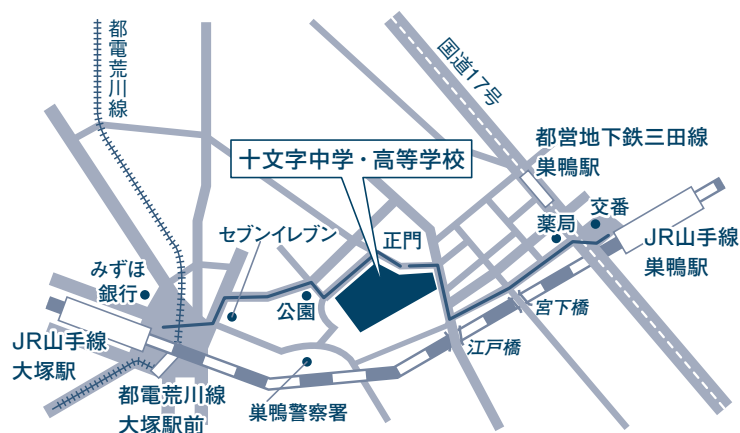 都電荒川線
国道17号
都営地下鉄三田線
巣鴨駅
十文字中学・高等学校
交番
薬局
セブンイレブン
正門
JR山手線
巣鴨駅
みずほ
銀行
公園
宮下橋
江戸橋
JR山手線
大塚駅
都電荒川線
大塚駅前
巣鴨警察署